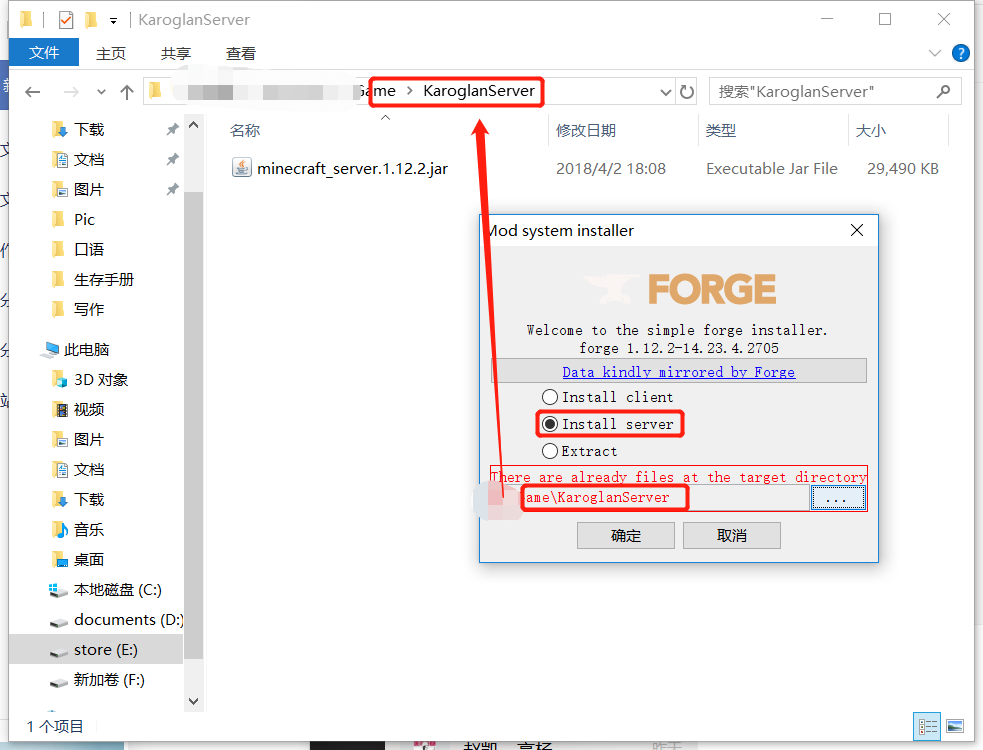 KaroglanServer
文件 主页 共享 查看
Game KaroglanServer 搜索"KaroglanServer"
名称 修改日期 类型 大小
minecraft_server.1.12.2.jar 2018/4/2 18:08 Executable Jar File 29,490 KB
下载
文档
图片
Pic
口语
生存手册
写作
此电脑
3D 对象
视频
图片
文档
下载
音乐
桌面
本地磁盘 (C:)
documents (D:)
store (E:)
新加卷 (F:)
1 个项目
Mod system installer
FORGE
Welcome to the simple forge installer.
forge 1.12.2-14.23.4.2705
Data kindly mirrored by Forge
Install client
Install server
Extract
There are already files at the target directory
ame\KaroglanServer ...
确定 取消